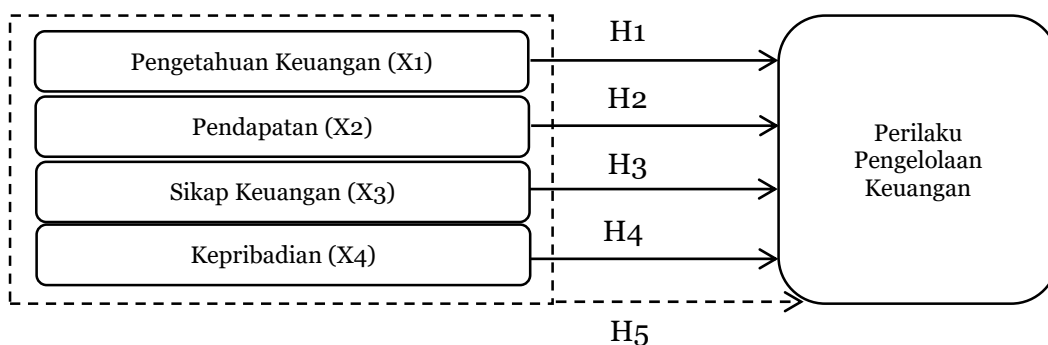 H1
Pengetahuan Keuangan (X1)
H2
Pendapatan (X2)
Perilaku
Pengelolaan
Keuangan
H3
Sikap Keuangan (X3)
H4
Kepribadian (X4)
H5